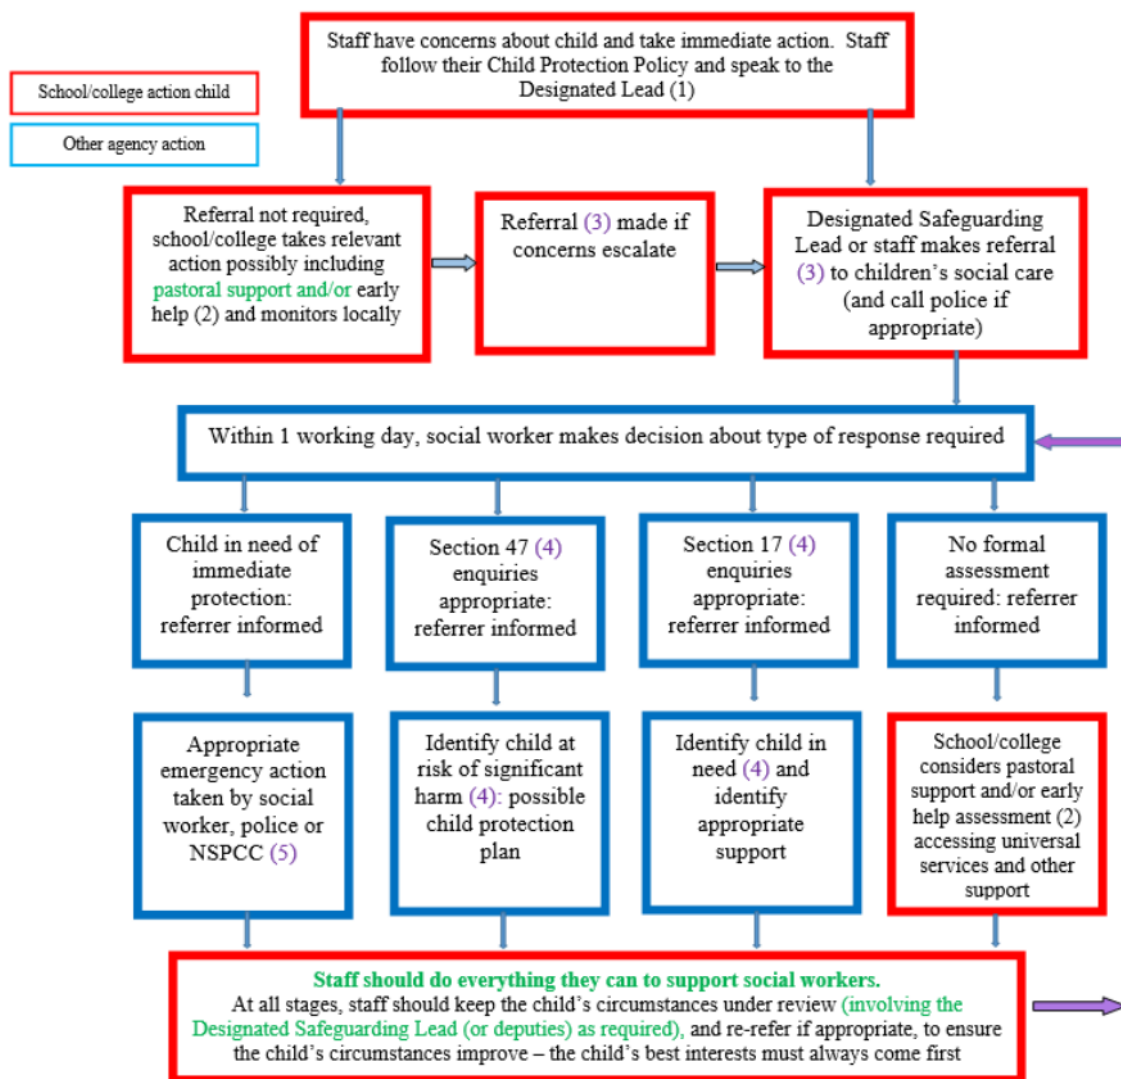 Staff have concerns about child and take immediate action. Staff
follow their Child Protection Policy and speak to the
Designated Lead (1)
School/college action child
Other agency action
Referral not required,
school/college takes relevant
action possibly including
pastoral support and/or early
help (2) and monitors locally
Referral (3) made if
concerns escalate
Designated Safeguarding
Lead or staff makes referral
(3) to children’s social care
(and call police if
appropriate)
Within 1 working day, social worker makes decision about type of response required
Child in need of
immediate
protection:
referrer informed
Section 47 (4)
enquiries
appropriate:
referrer informed
Section 17 (4)
enquiries
appropriate:
referrer informed
No formal
assessment
required: referrer
informed
Appropriate
emergency action
taken by social
worker, police or
NSPCC (5)
Identify child at
risk of significant
harm (4): possible
child protection
plan
Identify child in
need (4) and
identify
appropriate
support
School/college
considers pastoral
support and/or early
help assessment (2)
accessing universal
services and other
support
Staff should do everything they can to support social workers.
At all stages, staff should keep the child’s circumstances under review (involving the
Designated Safeguarding Lead (or deputies) as required), and re-refer if appropriate, to ensure
the child’s circumstances improve – the child’s best interests must always come first